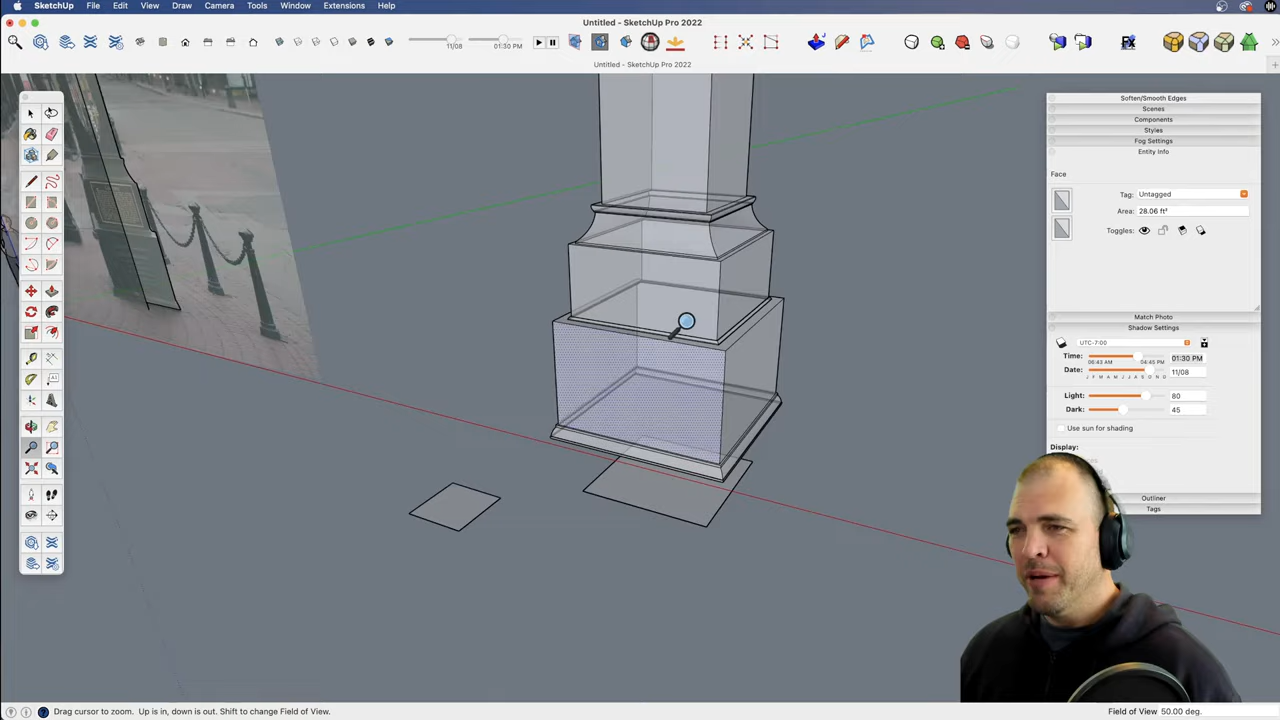 SketchUp File Edit View Draw Camera Tools Window Extensions Help
Untitled - SketchUp Pro 2022
11/08 01:30 PM
Untitled - SketchUp Pro 2022
Soften/Smooth Edges
Scenes
Components
Styles
Fog Settings
Entity Info
Face
Tag: Untagged
Area: 28.06 ft²
Toggles:
Match Photo
Shadow Settings
UTC-7:00
Time: 01:30 PM
06:43 AM 04:45 PM
Date: 11/08
J F M A M J J A S O N D
Light: 80
Dark: 45
Use sun for shading
Display:
Outliner
Tags
Drag cursor to zoom. Up is in, down is out. Shift to change Field of View.
Field of View 50.00 deg.